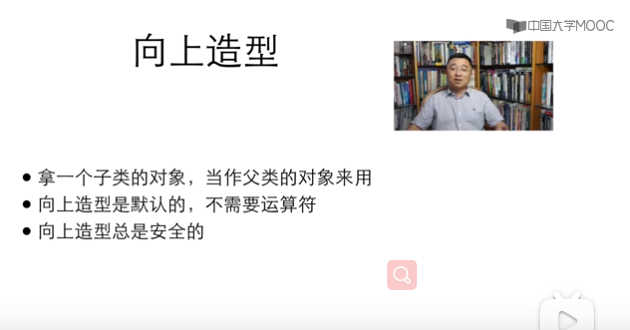 中国大学MOOC
向上造型
● 拿一个子类的对象，当作父类的对象来用
● 向上造型是默认的，不需要运算符
● 向上造型总是安全的